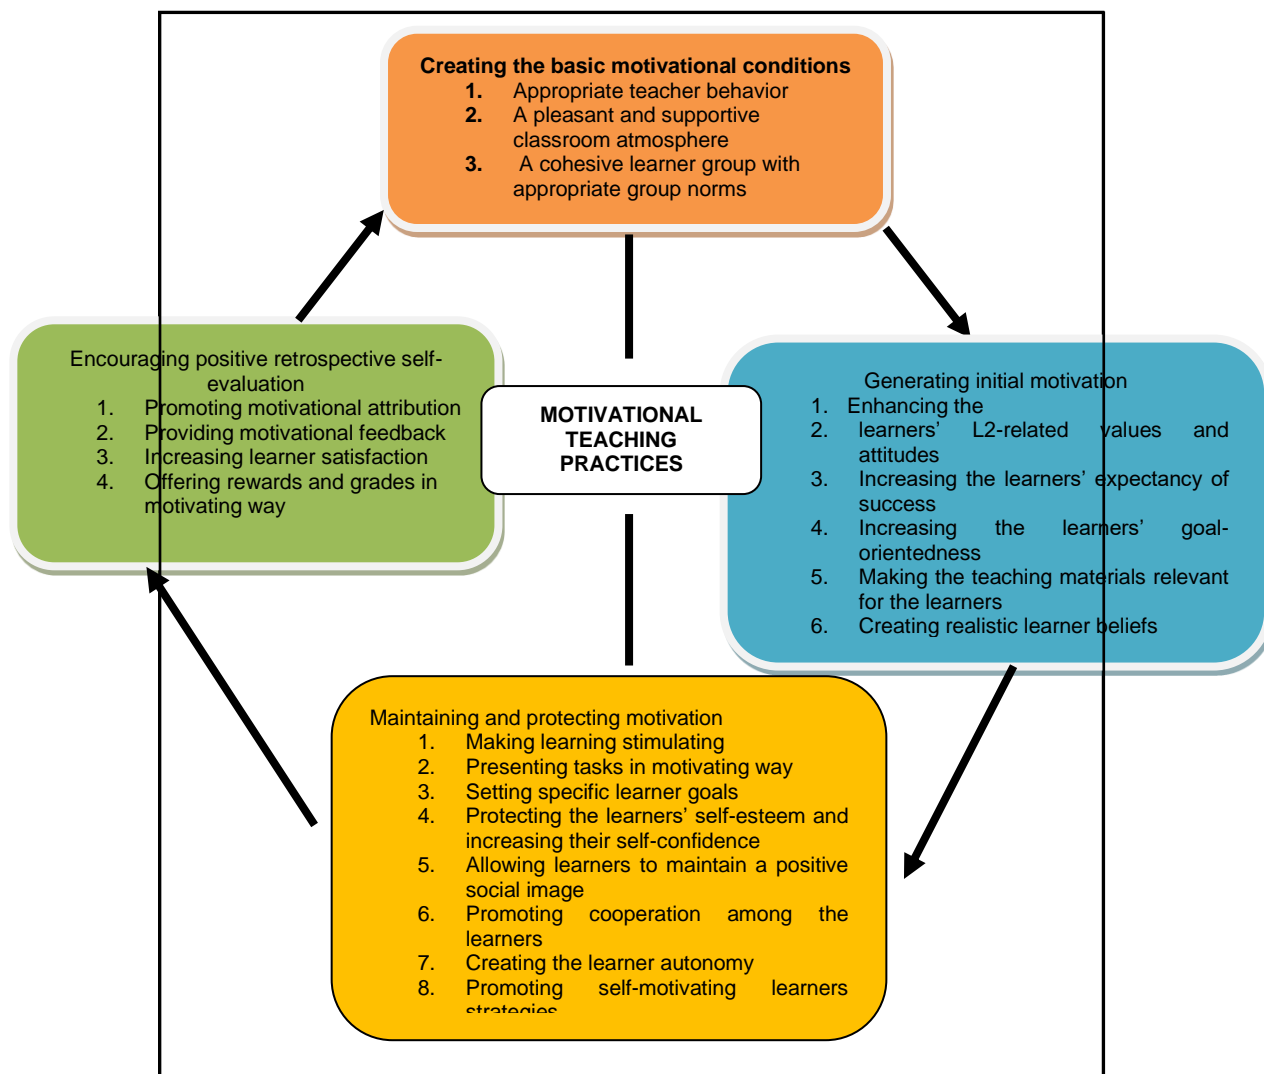 Creating the basic motivational conditions
1. Appropriate teacher behavior
2. A pleasant and supportive
classroom atmosphere
3. A cohesive learner group with
appropriate group norms
Encouraging positive retrospective self-
evaluation
1. Promoting motivational attribution
2. Providing motivational feedback
3. Increasing learner satisfaction
4. Offering rewards and grades in
motivating way
MOTIVATIONAL
TEACHING
PRACTICES
Generating initial motivation
1. Enhancing the
2. learners’ L2-related values and
attitudes
3. Increasing the learners’ expectancy of
success
4. Increasing the learners’ goal-
orientedness
5. Making the teaching materials relevant
for the learners
6. Creating realistic learner beliefs
Maintaining and protecting motivation
1. Making learning stimulating
2. Presenting tasks in motivating way
3. Setting specific learner goals
4. Protecting the learners’ self-esteem and
increasing their self-confidence
5. Allowing learners to maintain a positive
social image
6. Promoting cooperation among the
learners
7. Creating the learner autonomy
8. Promoting self-motivating learners
strategies